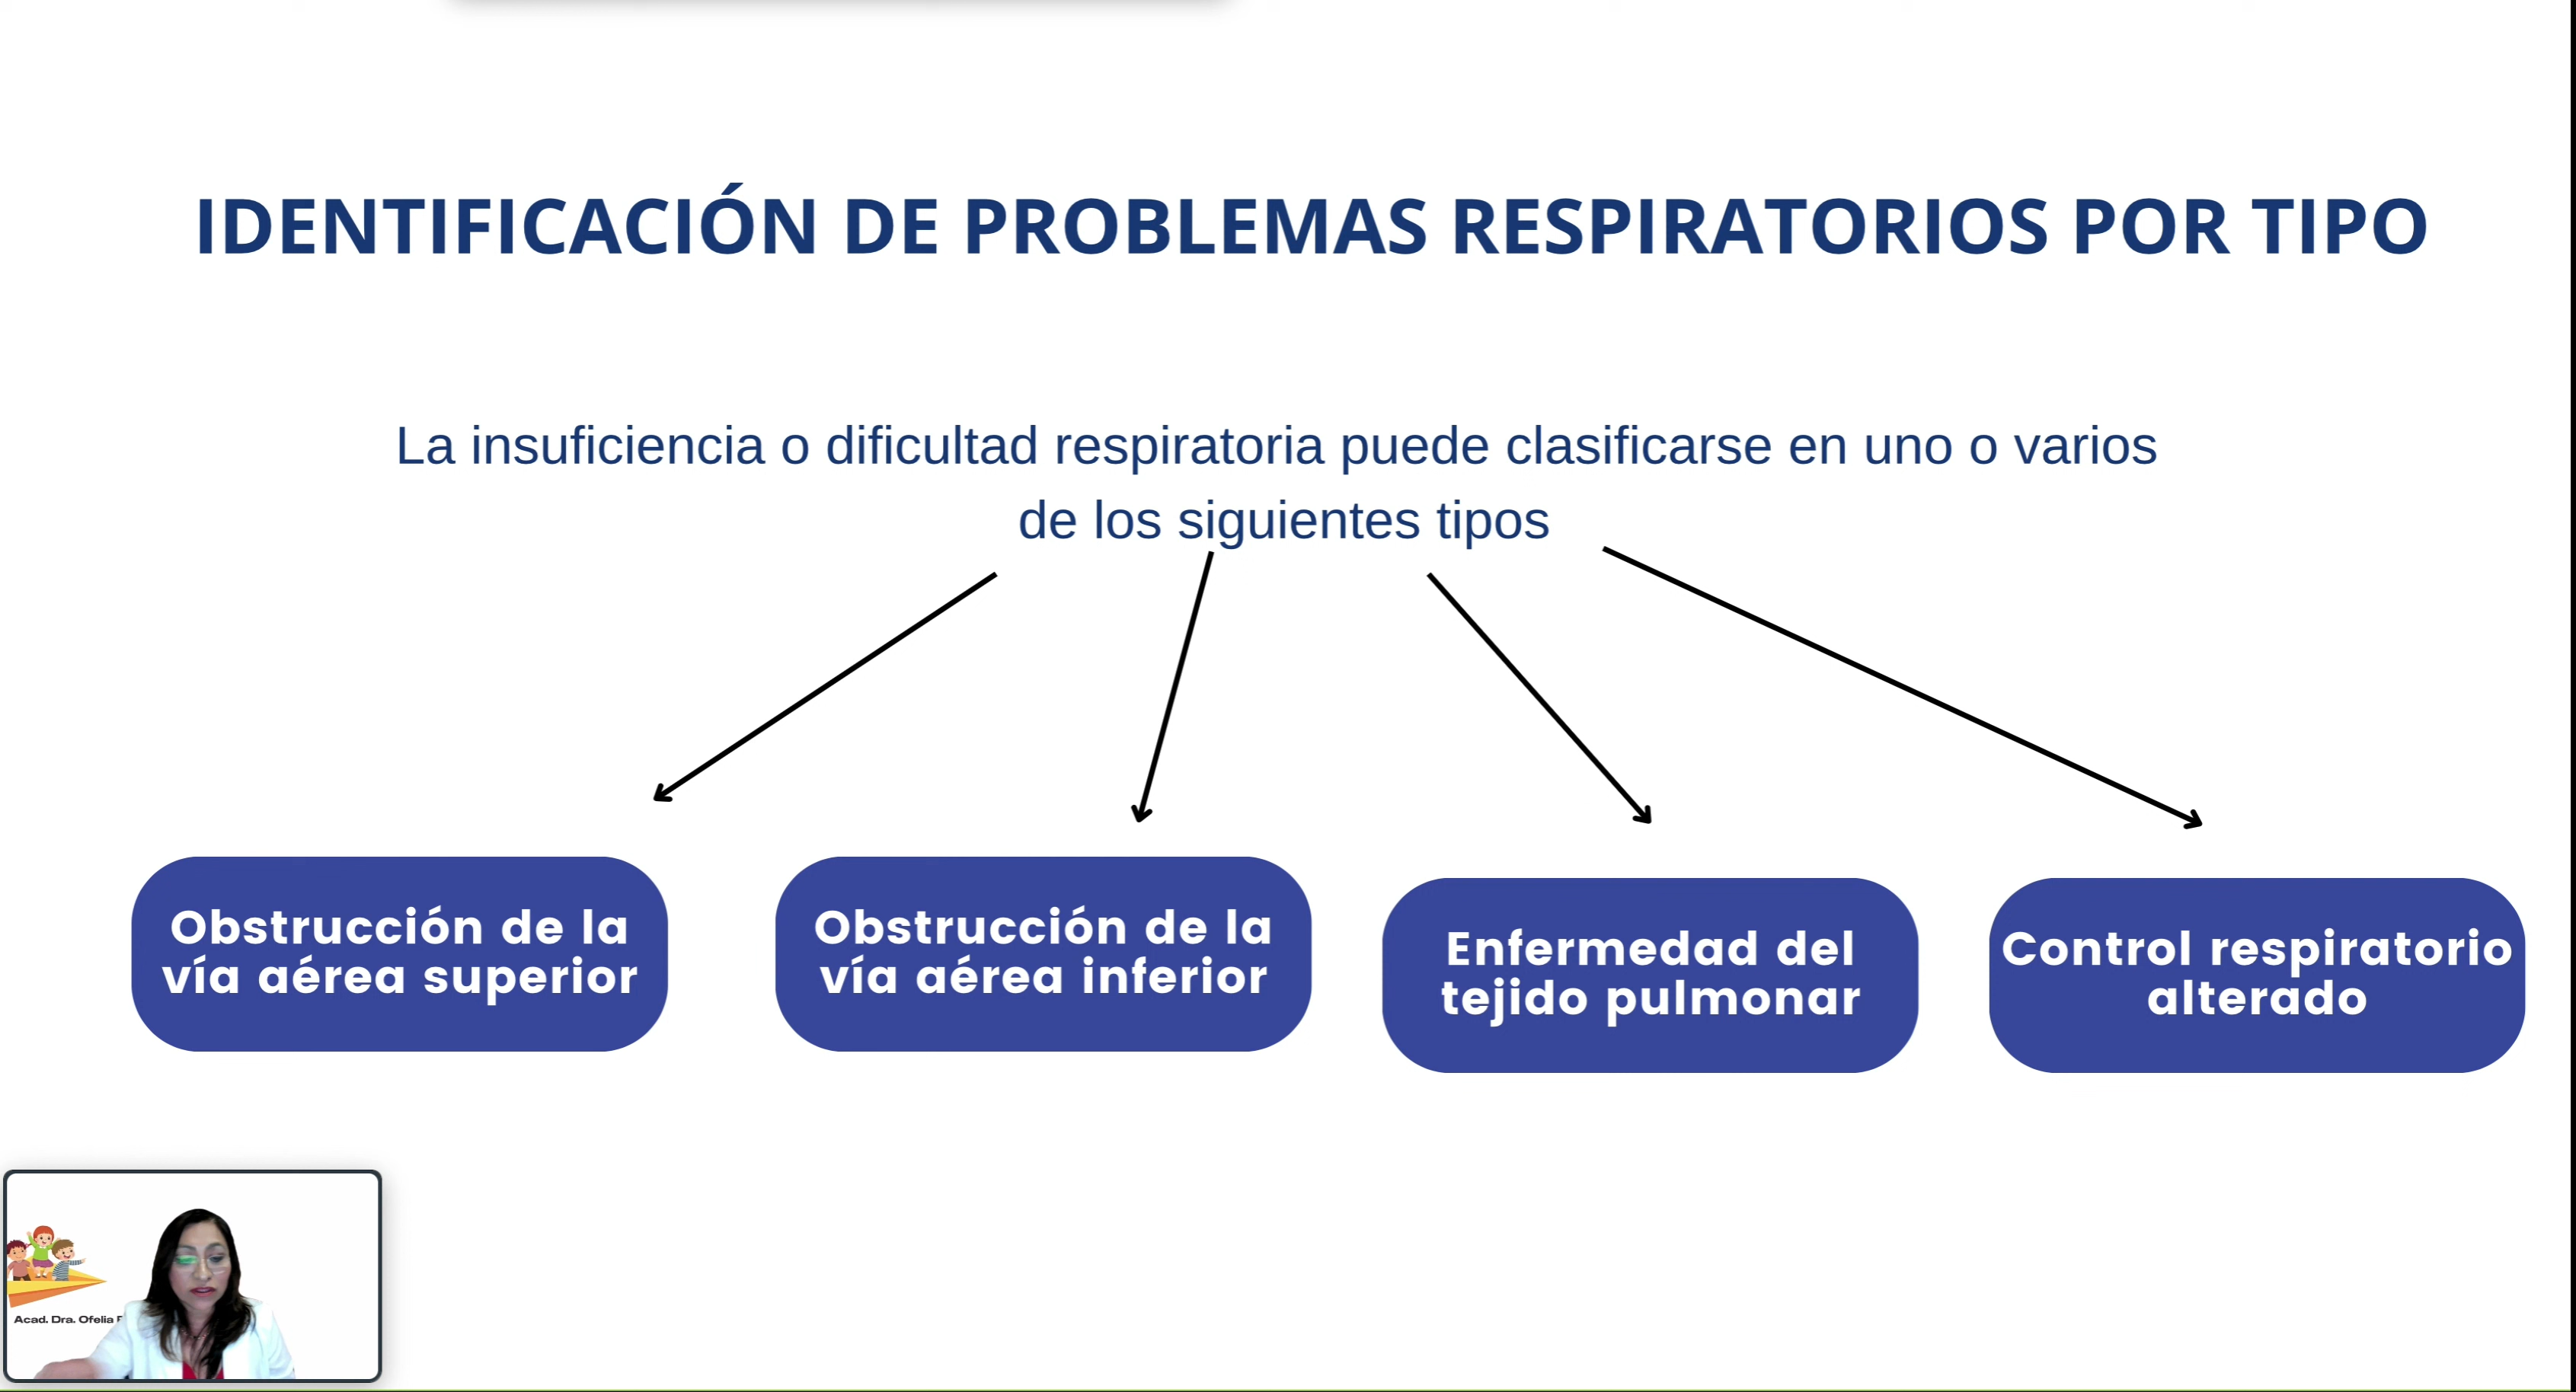 IDENTIFICACIÓN DE PROBLEMAS RESPIRATORIOS POR TIPO
La insuficiencia o dificultad respiratoria puede clasificarse en uno o varios
de los siguientes tipos
Obstrucción de la
vía aérea superior
Obstrucción de la
vía aérea inferior
Enfermedad del
tejido pulmonar
Control respiratorio
alterado
Acad. Dra. Ofelia